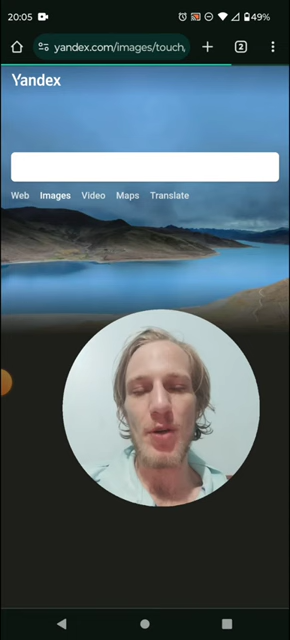 20:05
49%
yandex.com/images/touch,
2
Yandex
Web Images Video Maps Translate